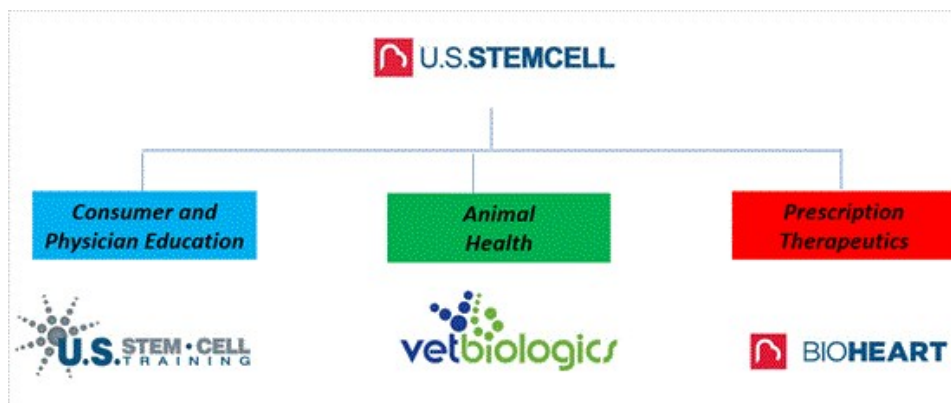 U.S.STEMCELL
Consumer and
Physician Education
Animal
Health
Prescription
Therapeutics
U.S. STEM•CELL
TRAINING
vetbiologics
BIOHEART